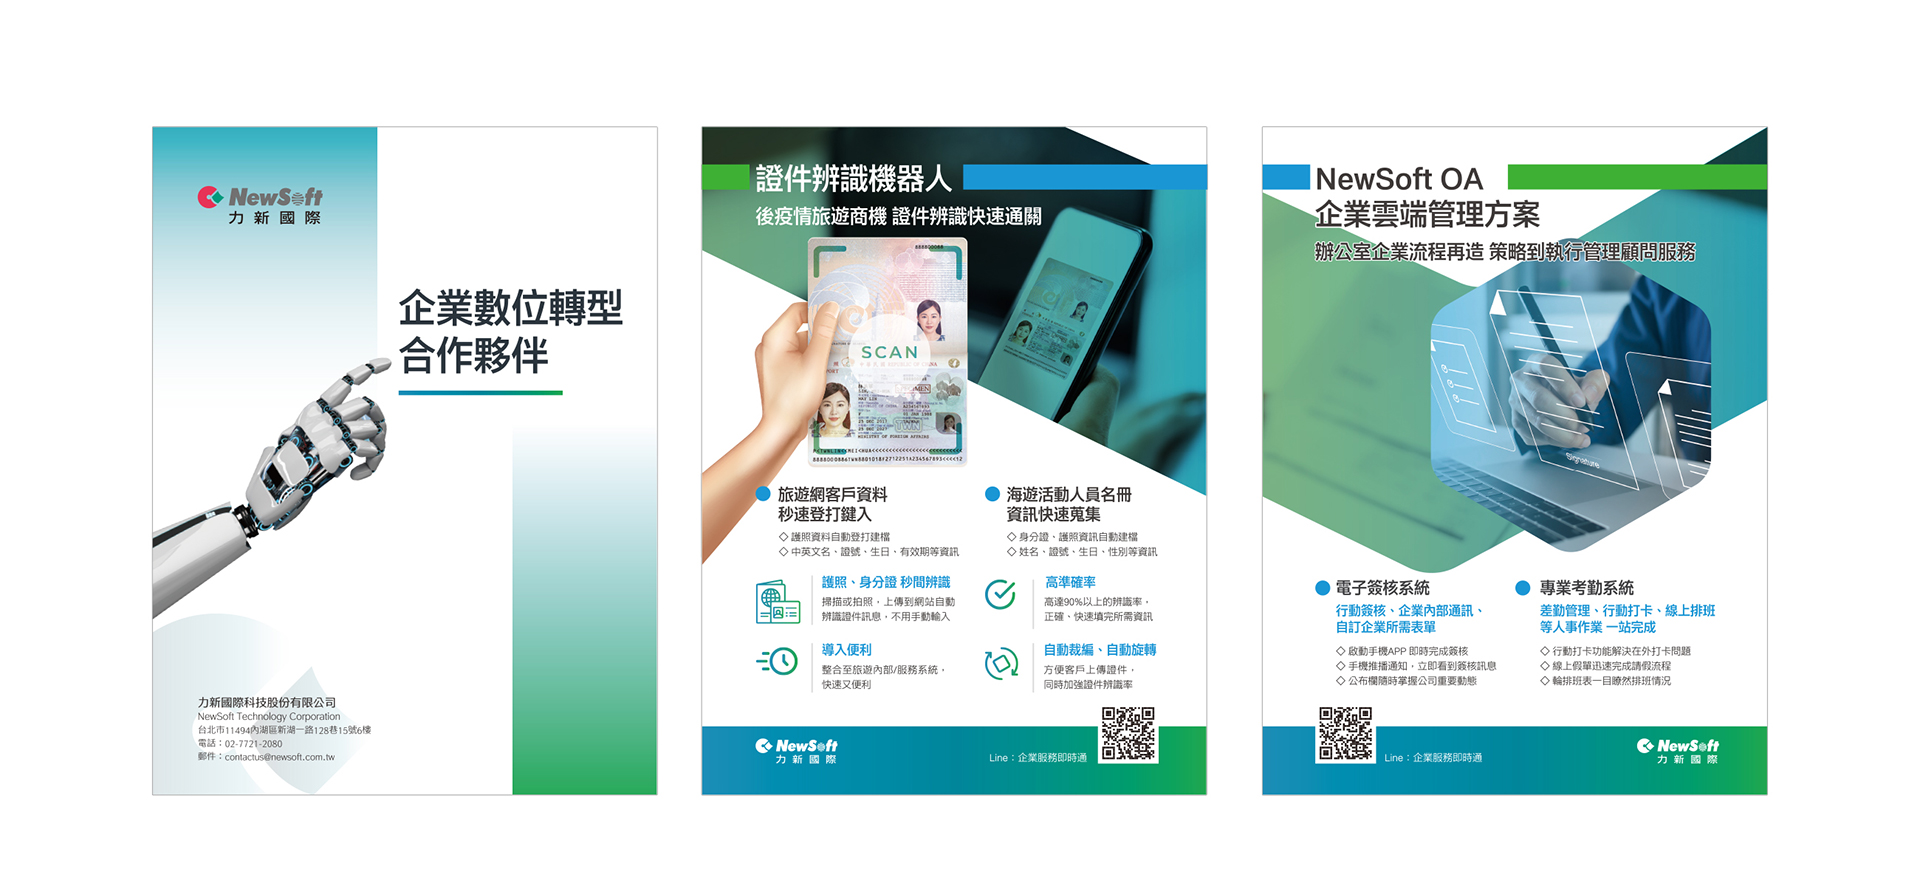 NewSoft
力新國際
企業數位轉型
合作夥伴
力新國際科技股份有限公司
NewSoft Technology Corporation
台北市11494內湖區新湖一路128巷15號6樓
電話：02-7721-2080
郵件：contactus@newsoft.com.tw
證件辨識機器人
後疫情旅遊商機 證件辨識快速通關
SCAN
旅遊網客戶資料
秒速登打鍵入
◇ 護照資料自動登打建檔
◇ 中英文名、證號、生日、有效期等資訊
海遊活動人員名冊
資訊快速蒐集
◇ 身分證、護照資訊自動建檔
◇ 姓名、證號、生日、性別等資訊
護照、身分證 秒間辨識
掃描或拍照，上傳到網站自動
辨識證件訊息，不用手動輸入
高準確率
高達90%以上的辨識率，
正確、快速填完所需資訊
導入便利
整合至旅遊內部/服務系統，
快速又便利
自動裁編、自動旋轉
方便客戶上傳證件，
同時加強證件辨識率
NewSoft
力新國際
Line：企業服務即時通
NewSoft OA
企業雲端管理方案
辦公室企業流程再造 策略到執行管理顧問服務
Signature
電子簽核系統
行動簽核、企業內部通訊、
自訂企業所需表單
◇ 啟動手機APP 即時完成簽核
◇ 手機推播通知，立即看到簽核訊息
◇ 公布欄隨時掌握公司重要動態
專業考勤系統
差勤管理、行動打卡、線上排班
等人事作業 一站完成
◇ 行動打卡功能解決在外打卡問題
◇ 線上假單迅速完成請假流程
◇ 輪排班表一目瞭然排班情況
Line：企業服務即時通
NewSoft
力新國際